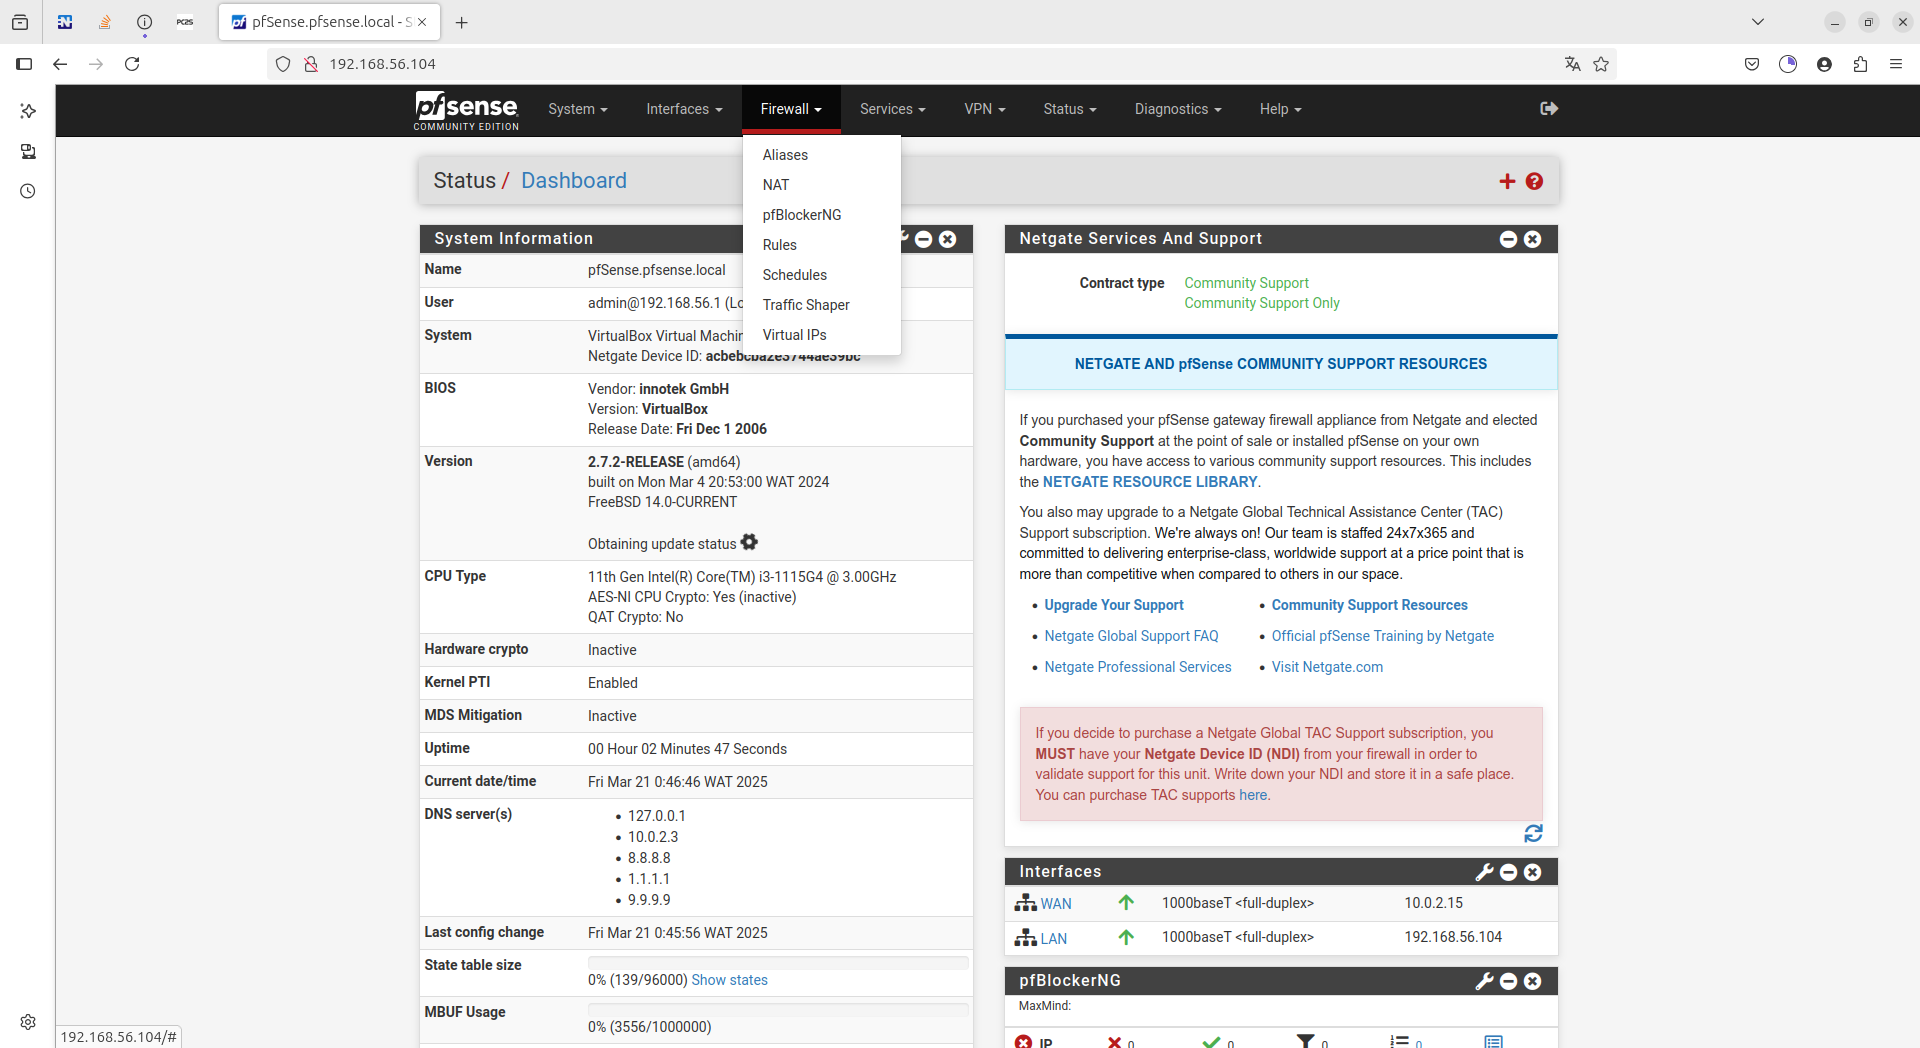 PC2S
pfSense.pfsense.local - S
192.168.56.104
pfsense
COMMUNITY EDITION
System
Interfaces
Firewall
Services
VPN
Status
Diagnostics
Help
Aliases
NAT
pfBlockerNG
Rules
Schedules
Traffic Shaper
Virtual IPs
Status / Dashboard
System Information
Name pfSense.pfsense.local
User admin@192.168.56.1 (Lo
System VirtualBox Virtual Machin
Netgate Device ID: acbebcba2e3744ae39bc
BIOS Vendor: innotek GmbH
Version: VirtualBox
Release Date: Fri Dec 1 2006
Version 2.7.2-RELEASE (amd64)
built on Mon Mar 4 20:53:00 WAT 2024
FreeBSD 14.0-CURRENT
Obtaining update status
CPU Type 11th Gen Intel(R) Core(TM) i3-1115G4 @ 3.00GHz
AES-NI CPU Crypto: Yes (inactive)
QAT Crypto: No
Hardware crypto Inactive
Kernel PTI Enabled
MDS Mitigation Inactive
Uptime 00 Hour 02 Minutes 47 Seconds
Current date/time Fri Mar 21 0:46:46 WAT 2025
DNS server(s)
• 127.0.0.1
• 10.0.2.3
• 8.8.8.8
• 1.1.1.1
• 9.9.9.9
Last config change Fri Mar 21 0:45:56 WAT 2025
State table size
0% (139/96000) Show states
MBUF Usage
0% (3556/1000000)
Netgate Services And Support
Contract type Community Support
Community Support Only
NETGATE AND pfSense COMMUNITY SUPPORT RESOURCES
If you purchased your pfSense gateway firewall appliance from Netgate and elected
Community Support at the point of sale or installed pfSense on your own
hardware, you have access to various community support resources. This includes
the NETGATE RESOURCE LIBRARY.
You also may upgrade to a Netgate Global Technical Assistance Center (TAC)
Support subscription. We're always on! Our team is staffed 24x7x365 and
committed to delivering enterprise-class, worldwide support at a price point that is
more than competitive when compared to others in our space.
• Upgrade Your Support
• Community Support Resources
• Netgate Global Support FAQ
• Official pfSense Training by Netgate
• Netgate Professional Services
• Visit Netgate.com
If you decide to purchase a Netgate Global TAC Support subscription, you
MUST have your Netgate Device ID (NDI) from your firewall in order to
validate support for this unit. Write down your NDI and store it in a safe place.
You can purchase TAC supports here.
Interfaces
WAN 1000baseT <full-duplex> 10.0.2.15
LAN 1000baseT <full-duplex> 192.168.56.104
pfBlockerNG
MaxMind:
IP 0 0 0 0
192.168.56.104/#